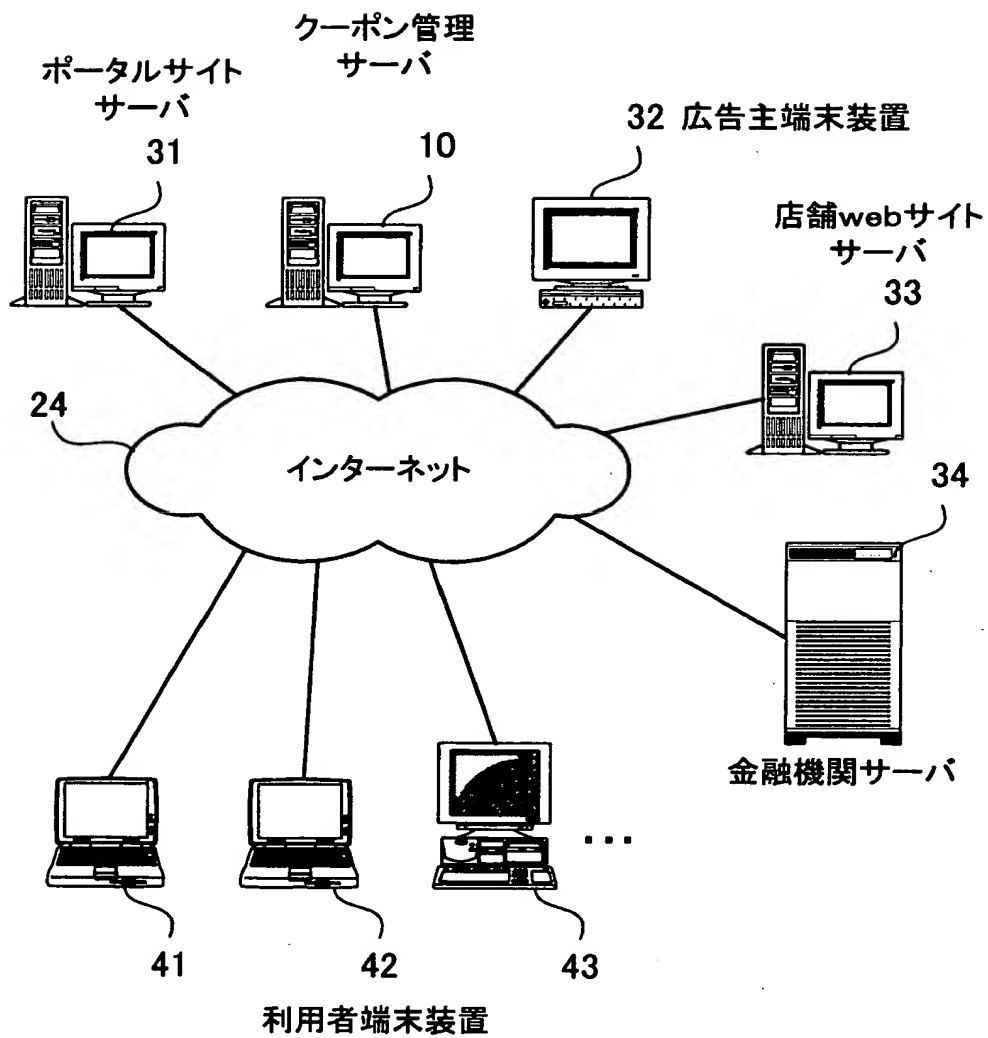 クーポン管理
サーバ
ポータルサイト
サーバ
31
10
32 広告主端末装置
店舗webサイト
サーバ
33
24
インターネット
34
金融機関サーバ
...
41
42
43
利用者端末装置